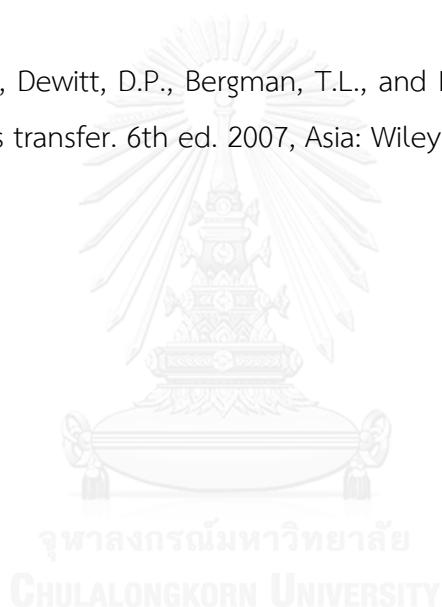 , Dewitt, D.P., Bergman, T.L., and
s transfer. 6th ed. 2007, Asia: Wiley
จุฬาลงกรณ์มหาวิทยาลัย
CHULALONGKORN UNIVERSITY